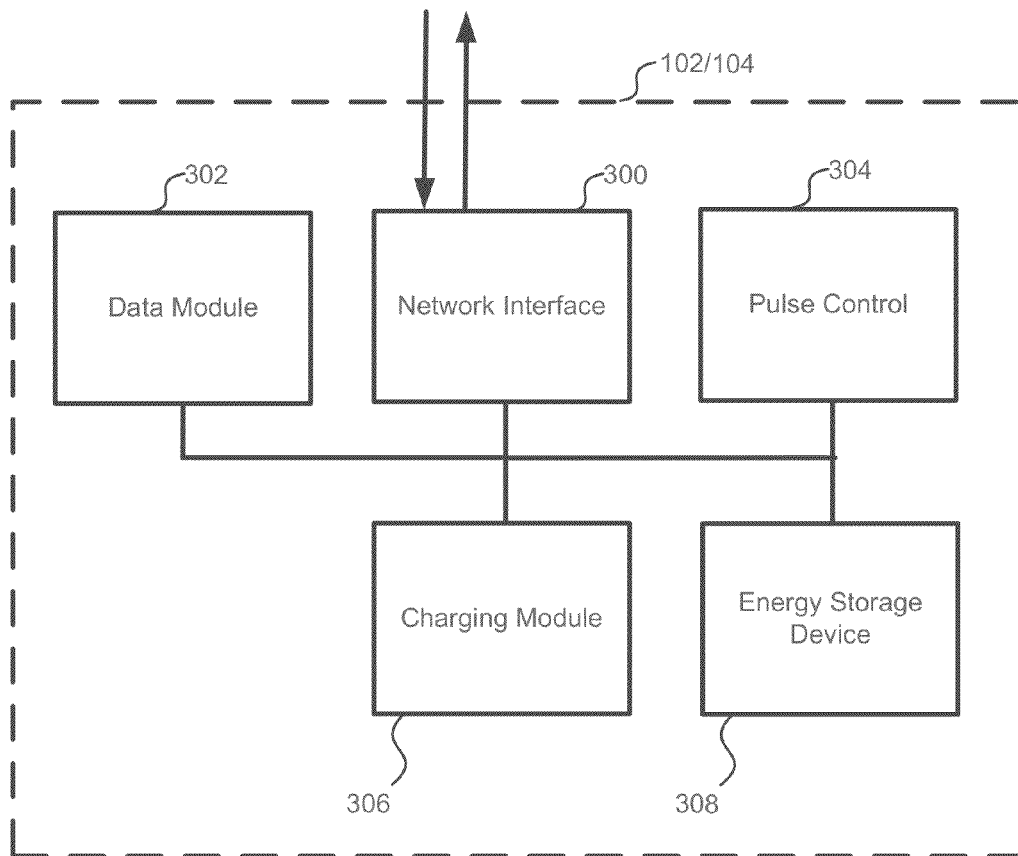 102/104
302
300
304
Data Module
Network Interface
Pulse Control
Charging Module
Energy Storage
Device
306
308